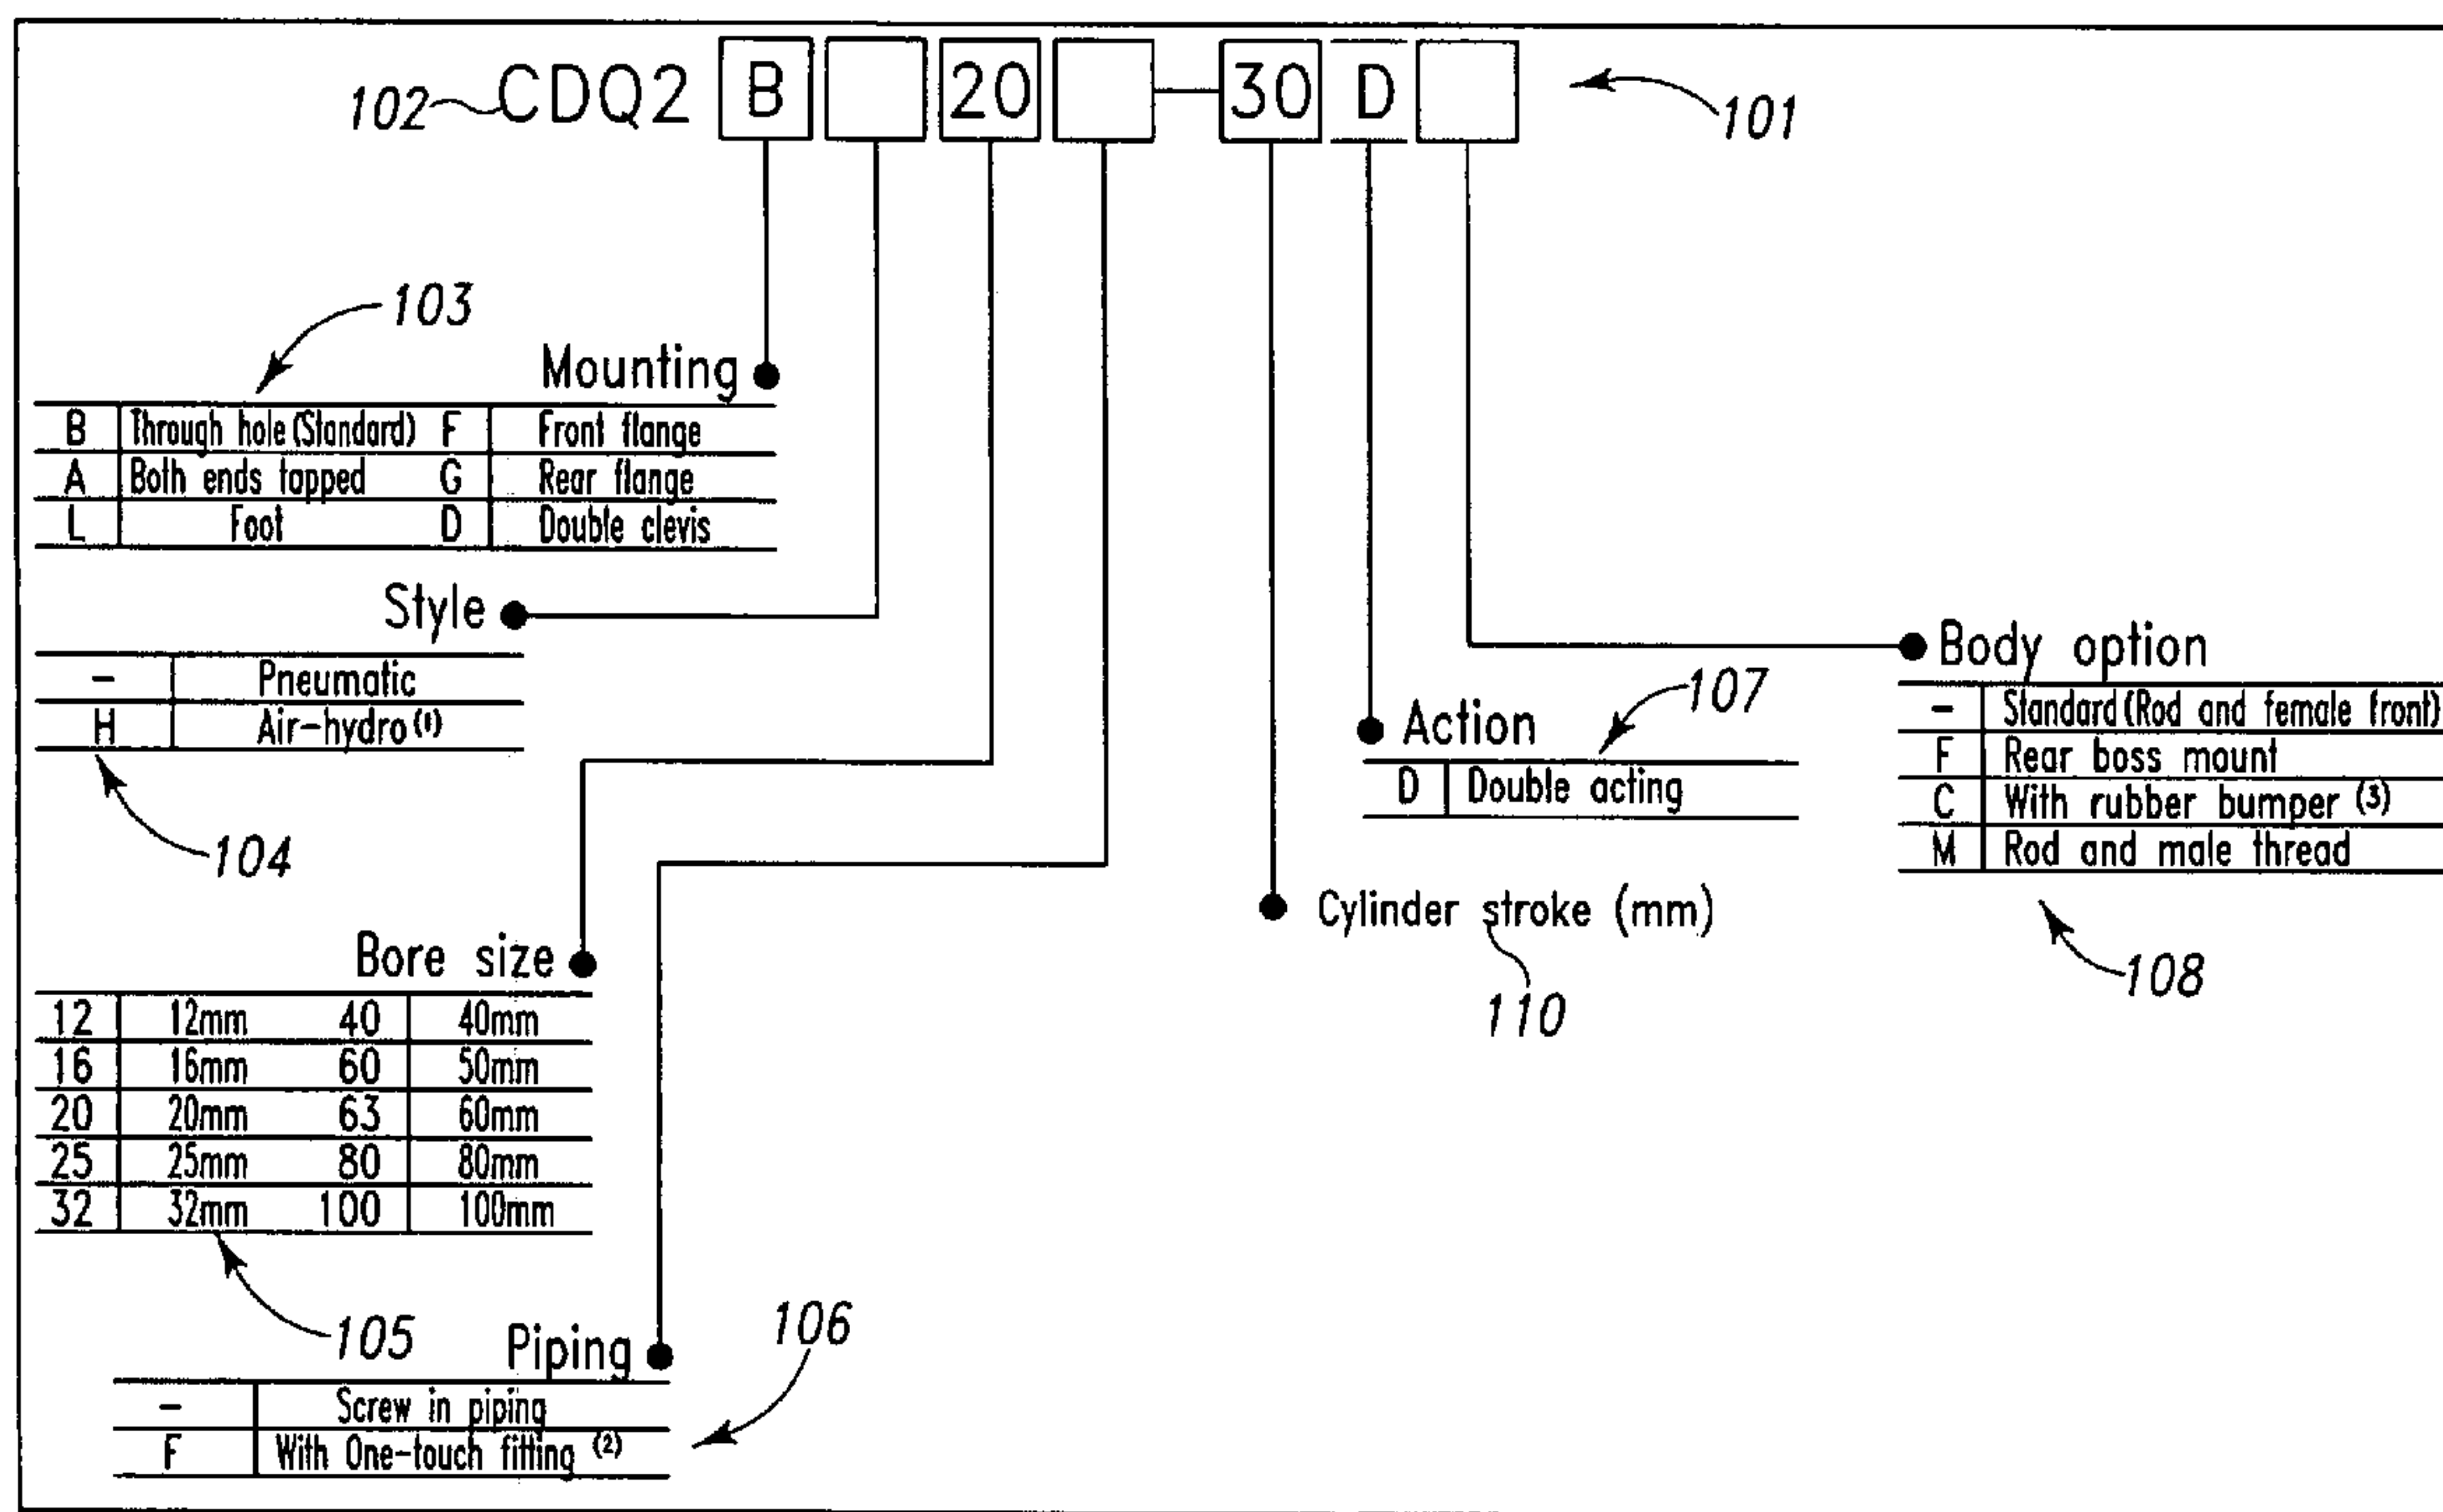 102 CDQ2 B 20 30 D 101
103
Mounting
B Through hole (Standard) F Front flange
A Both ends tapped G Rear flange
L Foot D Double clevis
Style
- Pneumatic
H Air-hydro (1)
104
Bore size
12 12mm 40 40mm
16 16mm 60 50mm
20 20mm 63 60mm
25 25mm 80 80mm
32 32mm 100 100mm
105
Piping
106
- Screw in piping
F With One-touch fitting (2)
Cylinder stroke (mm)
110
Action
107
D Double acting
Body option
- Standard (Rod and female front)
F Rear boss mount
C With rubber bumper (3)
M Rod and male thread
108